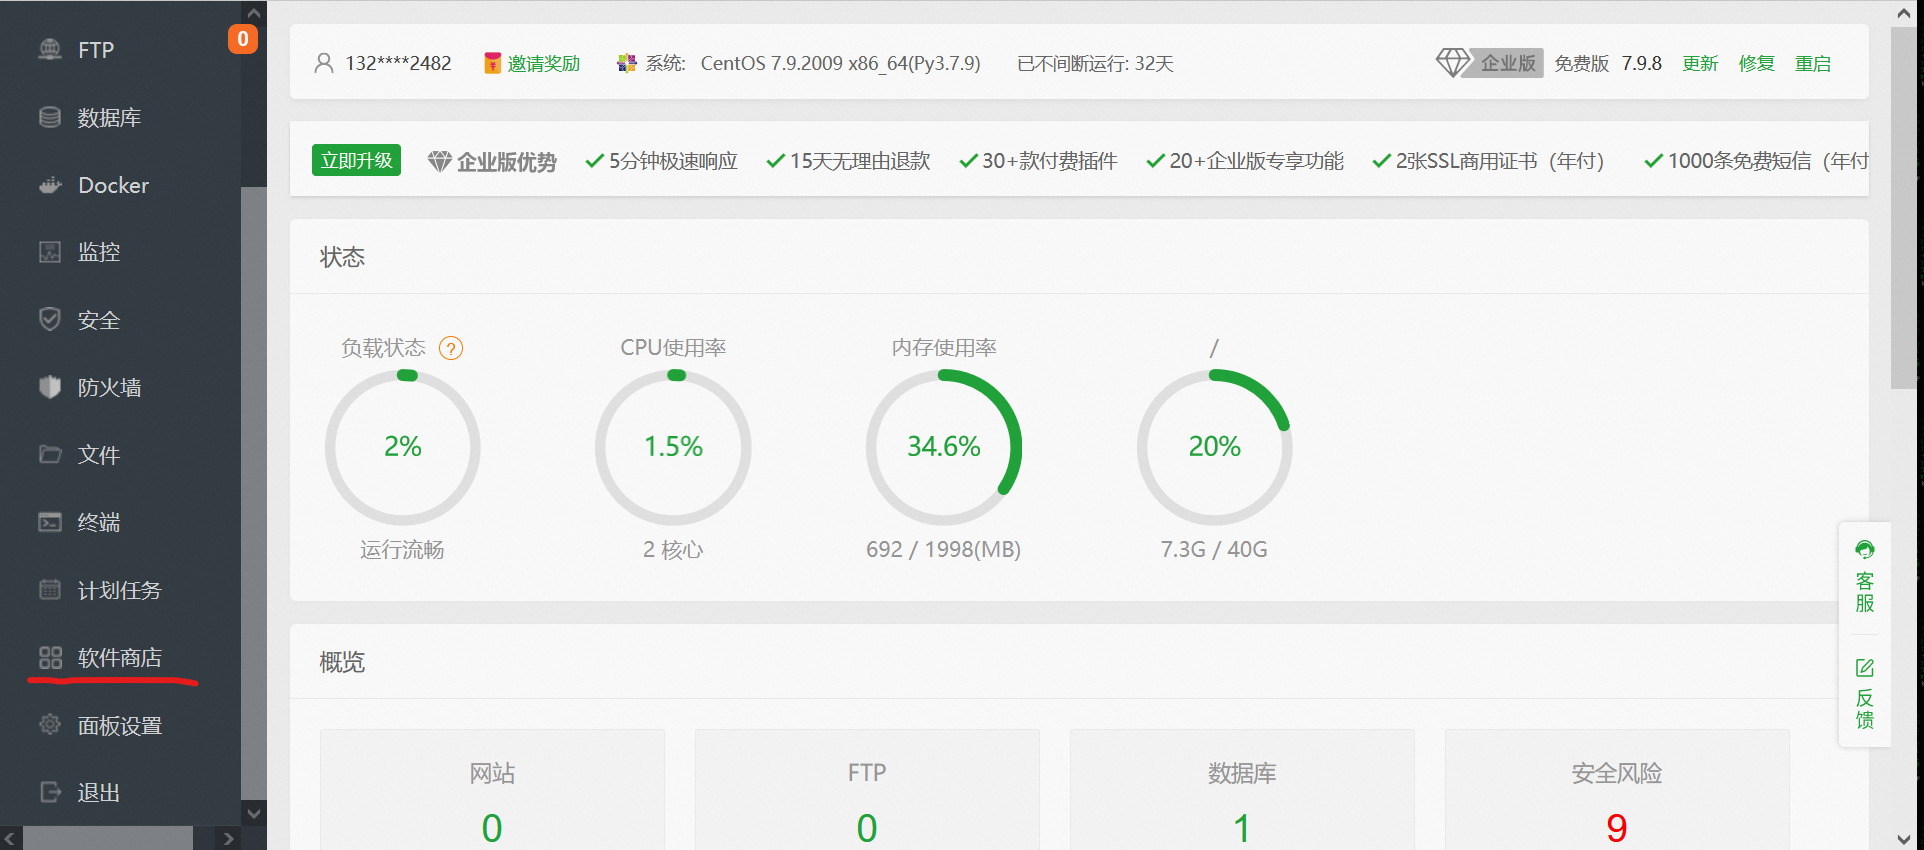 FTP
0
数据库
Docker
监控
安全
防火墙
文件
终端
计划任务
软件商店
面板设置
退出
132****2482 邀请奖励 系统: CentOS 7.9.2009 x86_64(Py3.7.9) 已不间断运行: 32天 企业版 免费版 7.9.8 更新 修复 重启
立即升级 企业版优势 5分钟极速响应 15天无理由退款 30+款付费插件 20+企业版专享功能 2张SSL商用证书（年付） 1000条免费短信（年付
状态
负载状态 ? CPU使用率 内存使用率 /
2% 1.5% 34.6% 20%
运行流畅 2 核心 692 / 1998(MB) 7.3G / 40G
概览
网站 FTP 数据库 安全风险
0 0 1 9
客服
反馈